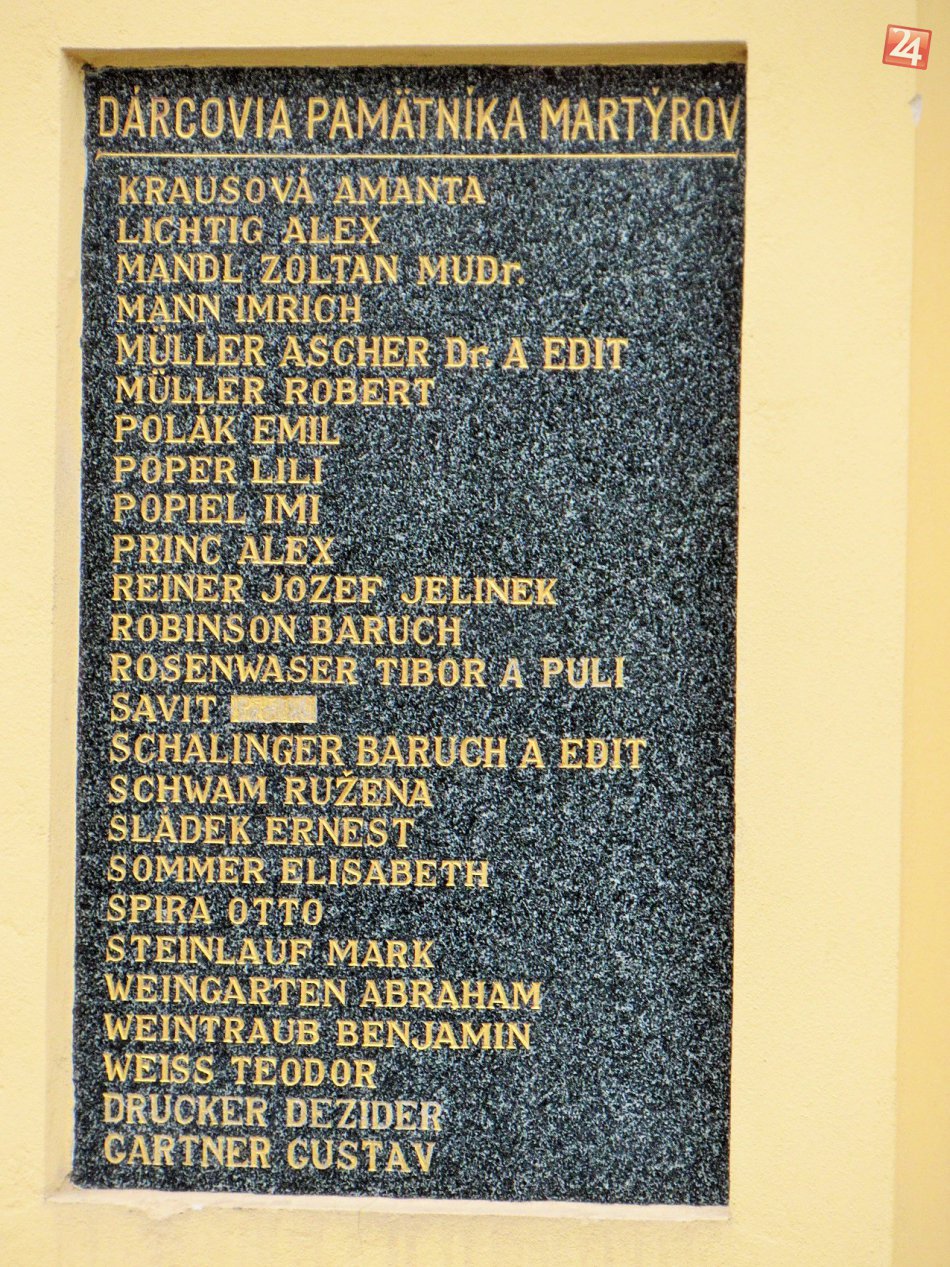 24
DÁRCOVIA PAMÄTNÍKA MARTÝROV
KRAUSOVÁ AMANTA
LICHTIG ALEX
MANDL ZOLTAN MUDr.
MANN IMRICH
MÜLLER ASCHER Dr. A EDIT
MÜLLER ROBERT
POLÁK EMIL
POPER LILI
POPIEL IMI
PRINC ALEX
REINER JOZEF JELINEK
ROBINSON BARUCH
ROSENWASER TIBOR A PULI
SAVIT
SCHALINGER BARUCH A EDIT
SCHWAM RUŽENA
SLÁDEK ERNEST
SOMMER ELISABETH
SPIRA OTTO
STEINLAUF MARK
WEINGARTEN ABRAHAM
WEINTRAUB BENJAMIN
WEISS TEODOR
DRUCKER DEZIDER
GARTNER GUSTAV